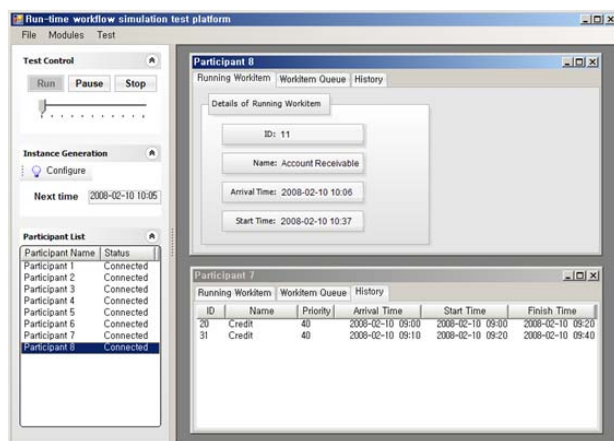 Run-time workflow simulation test platform
File Modules Test
Test Control
Run Pause Stop
Instance Generation
Configure
Next time 2008-02-10 10:05
Participant List
Participant Name Status
Participant 1 Connected
Participant 2 Connected
Participant 3 Connected
Participant 4 Connected
Participant 5 Connected
Participant 6 Connected
Participant 7 Connected
Participant 8 Connected
Participant 8
Running Workitem Workitem Queue History
Details of Running Workitem
ID: 11
Name: Account Receivable
Arrival Time: 2008-02-10 10:06
Start Time: 2008-02-10 10:37
Participant 7
Running Workitem Workitem Queue History
ID Name Priority Arrival Time Start Time Finish Time
20 Credit 40 2008-02-10 09:00 2008-02-10 09:00 2008-02-10 09:20
31 Credit 40 2008-02-10 09:10 2008-02-10 09:20 2008-02-10 09:40